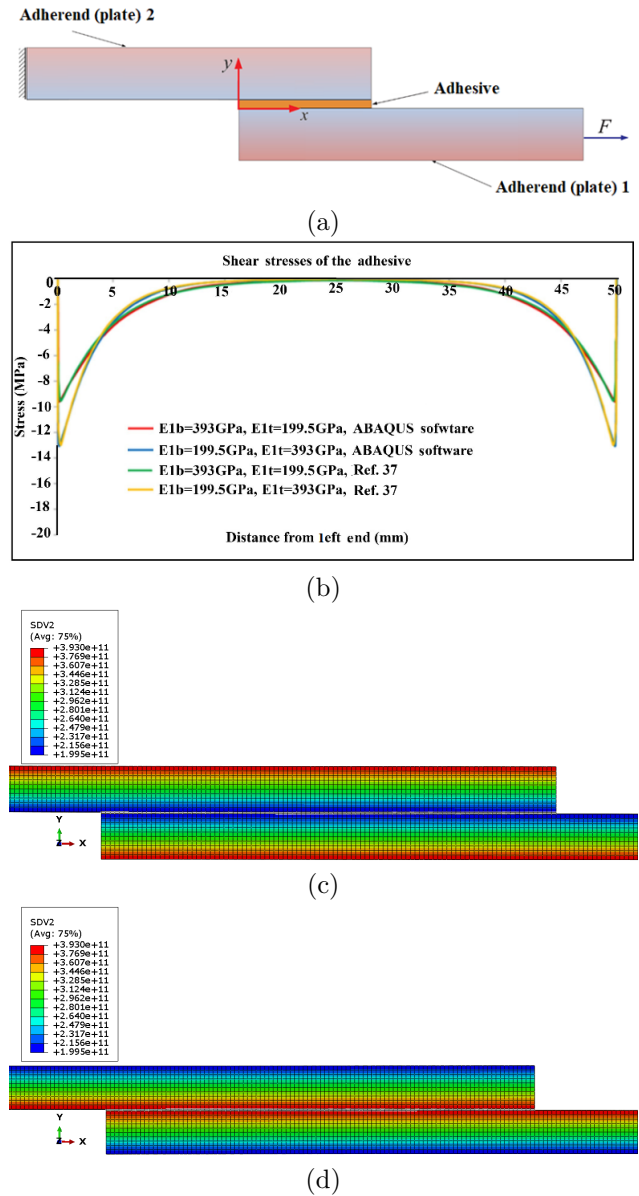 Adherend (plate) 2
y
Adhesive
x
F
Adherend (plate) 1
(a)
Shear stresses of the adhesive
0
-2
-4
-6
-8
-10
-12
-14
-16
-18
-20
0 5 10 15 20 25 30 35 40 45 50
Stress (MPa)
E1b=393GPa, E1t=199.5GPa, ABAQUS sofwtare
E1b=199.5GPa, E1t=393GPa, ABAQUS software
E1b=393GPa, E1t=199.5GPa, Ref. 37
E1b=199.5GPa, E1t=393GPa, Ref. 37
Distance from left end (mm)
(b)
SDV2
(Avg: 75%)
+3.930e+11
+3.769e+11
+3.607e+11
+3.446e+11
+3.285e+11
+3.124e+11
+2.962e+11
+2.801e+11
+2.640e+11
+2.479e+11
+2.317e+11
+2.156e+11
+1.995e+11
Y
Z X
(c)
SDV2
(Avg: 75%)
+3.930e+11
+3.769e+11
+3.607e+11
+3.446e+11
+3.285e+11
+3.124e+11
+2.962e+11
+2.801e+11
+2.640e+11
+2.479e+11
+2.317e+11
+2.156e+11
+1.995e+11
Y
Z X
(d)